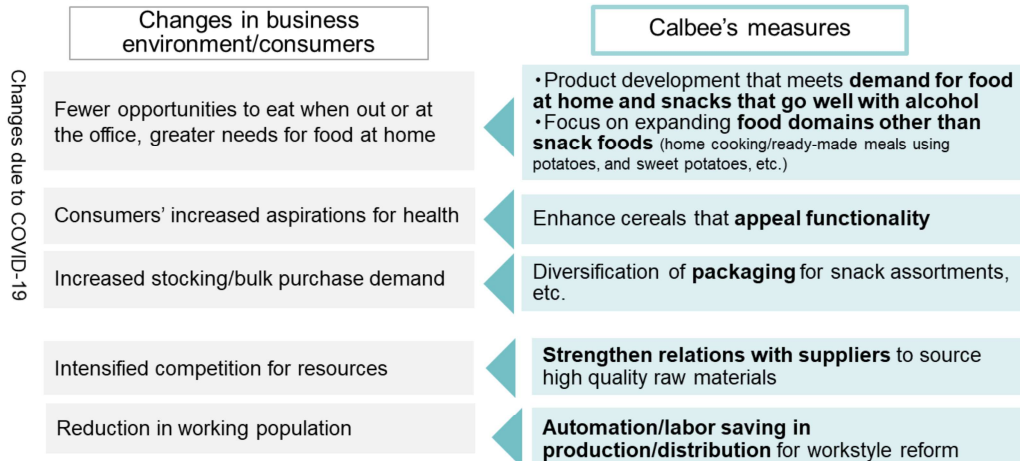 Changes in business
environment/consumers
Calbee's measures
Changes due to COVID-19
Fewer opportunities to eat when out or at
the office, greater needs for food at home
・Product development that meets demand for food
at home and snacks that go well with alcohol
・Focus on expanding food domains other than
snack foods (home cooking/ready-made meals using
potatoes, and sweet potatoes, etc.)
Consumers' increased aspirations for health
Enhance cereals that appeal functionality
Increased stocking/bulk purchase demand
Diversification of packaging for snack assortments,
etc.
Intensified competition for resources
Strengthen relations with suppliers to source
high quality raw materials
Reduction in working population
Automation/labor saving in
production/distribution for workstyle reform